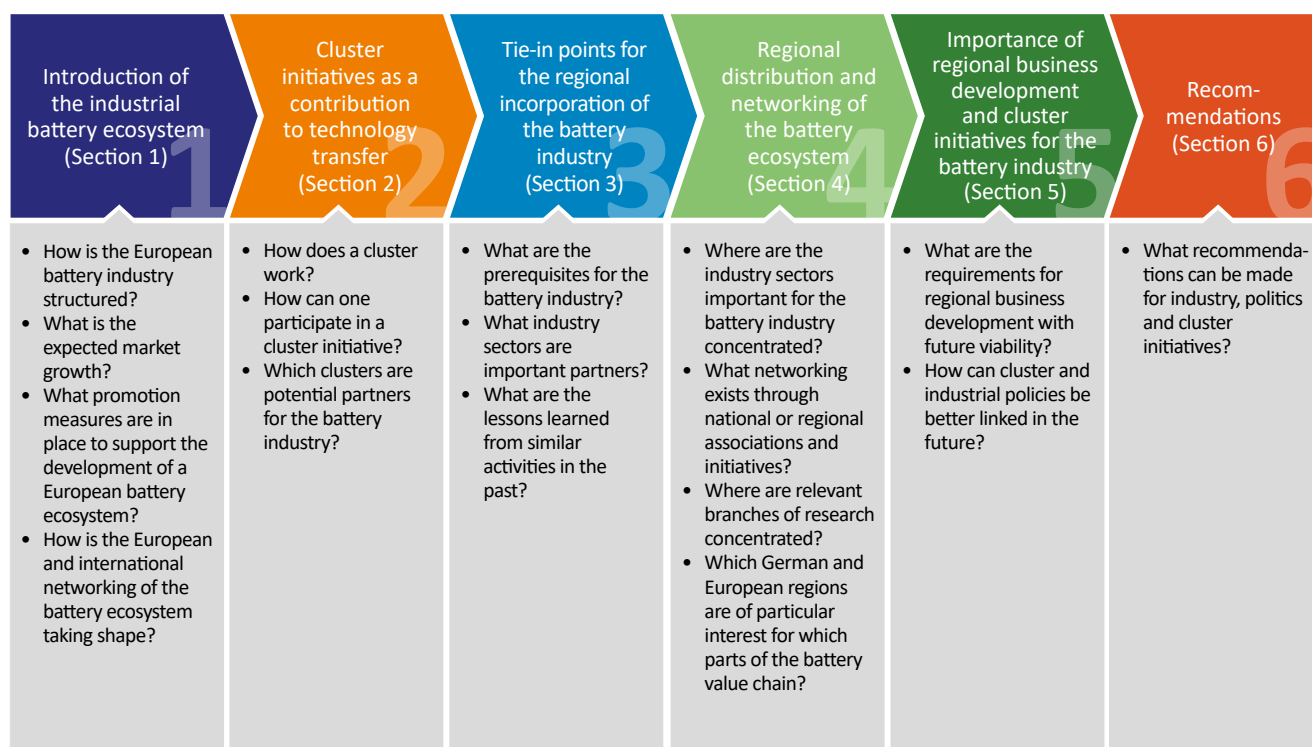 Introduction of
the industrial
battery ecosystem
(Section 1)
1
Cluster
initiatives as a
contribution
to technology
transfer
(Section 2)
2
Tie-in points for
the regional
incorporation of
the battery
industry
(Section 3)
3
Regional
distribution and
networking of
the battery
ecosystem
(Section 4)
4
Importance of
regional business
development
and cluster
initiatives for the
battery industry
(Section 5)
5
Recom-
mendations
(Section 6)
6
• How is the European
battery industry
structured?
• What is the
expected market
growth?
• What promotion
measures are in
place to support the
development of a
European battery
ecosystem?
• How is the European
and international
networking of the
battery ecosystem
taking shape?
• How does a cluster
work?
• How can one
participate in a
cluster initiative?
• Which clusters are
potential partners
for the battery
industry?
• What are the
prerequisites for the
battery industry?
• What industry
sectors are
important partners?
• What are the
lessons learned
from similar
activities in the
past?
• Where are the
industry sectors
important for the
battery industry
concentrated?
• What networking
exists through
national or regional
associations and
initiatives?
• Where are relevant
branches of research
concentrated?
• Which German and
European regions
are of particular
interest for which
parts of the battery
value chain?
• What are the
requirements for
regional business
development with
future viability?
• How can cluster and
industrial policies be
better linked in the
future?
• What recommenda-
tions can be made
for industry, politics
and cluster
initiatives?